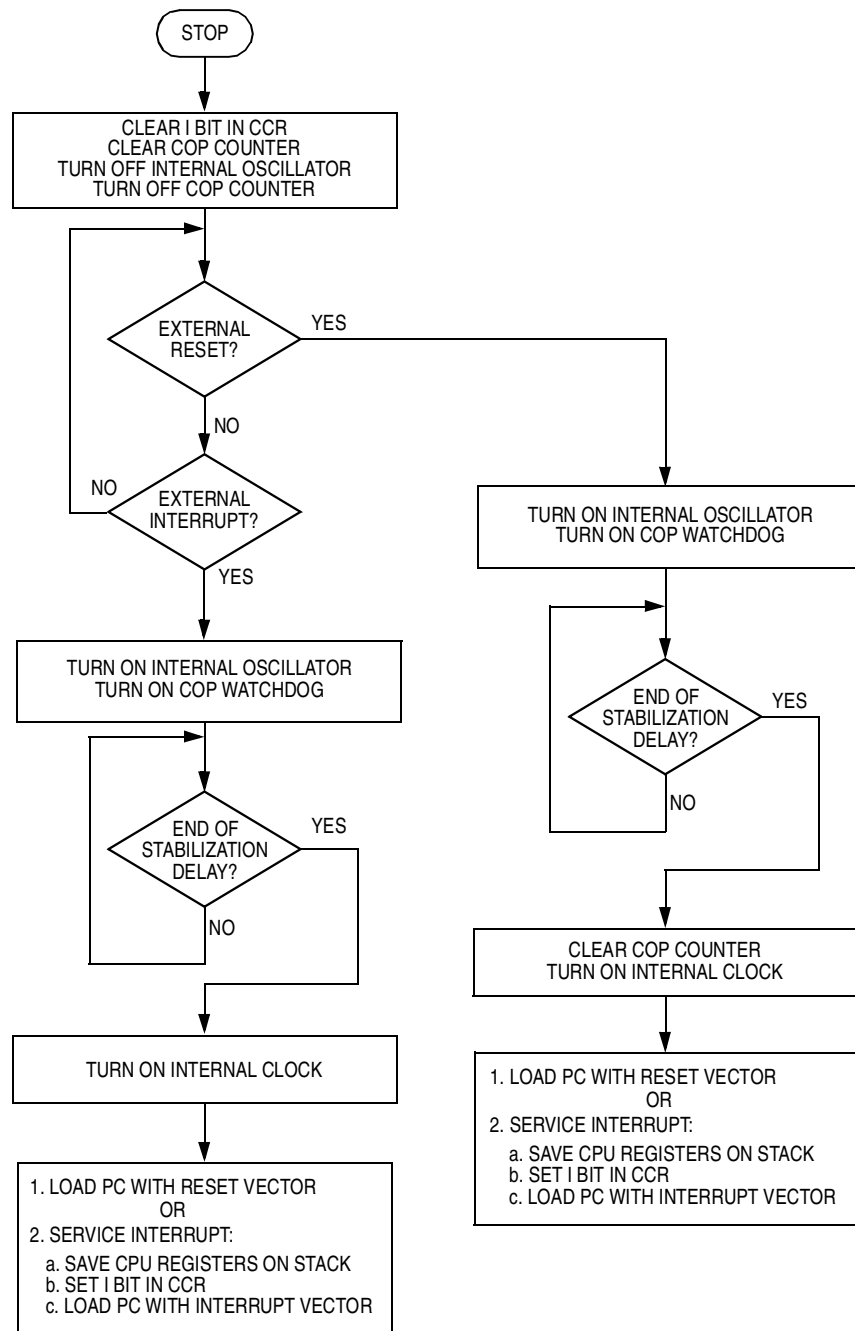 STOP
CLEAR I BIT IN CCR
CLEAR COP COUNTER
TURN OFF INTERNAL OSCILLATOR
TURN OFF COP COUNTER
EXTERNAL
RESET?
YES
NO
EXTERNAL
INTERRUPT?
NO
YES
TURN ON INTERNAL OSCILLATOR
TURN ON COP WATCHDOG
END OF
STABILIZATION
DELAY?
YES
NO
TURN ON INTERNAL CLOCK
1. LOAD PC WITH RESET VECTOR
OR
2. SERVICE INTERRUPT:
a. SAVE CPU REGISTERS ON STACK
b. SET I BIT IN CCR
c. LOAD PC WITH INTERRUPT VECTOR
TURN ON INTERNAL OSCILLATOR
TURN ON COP WATCHDOG
END OF
STABILIZATION
DELAY?
YES
NO
CLEAR COP COUNTER
TURN ON INTERNAL CLOCK
1. LOAD PC WITH RESET VECTOR
OR
2. SERVICE INTERRUPT:
a. SAVE CPU REGISTERS ON STACK
b. SET I BIT IN CCR
c. LOAD PC WITH INTERRUPT VECTOR